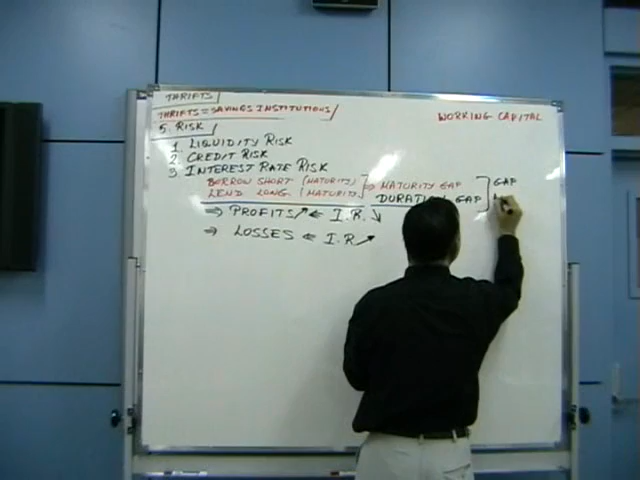 THRIFTS
THRIFTS = SAVINGS INSTITUTIONS
WORKING CAPITAL
5. RISK
1. LIQUIDITY RISK
2. CREDIT RISK
3 INTEREST RATE RISK
BORROW SHORT (MATURITY) ⇒ MATURITY GAP
LEND LONG (MATURITY) GAP
GAP
⇒ PROFITS ↗ ⇐ I.R. ↘
⇒ LOSSES ⇐ I.R. ↗